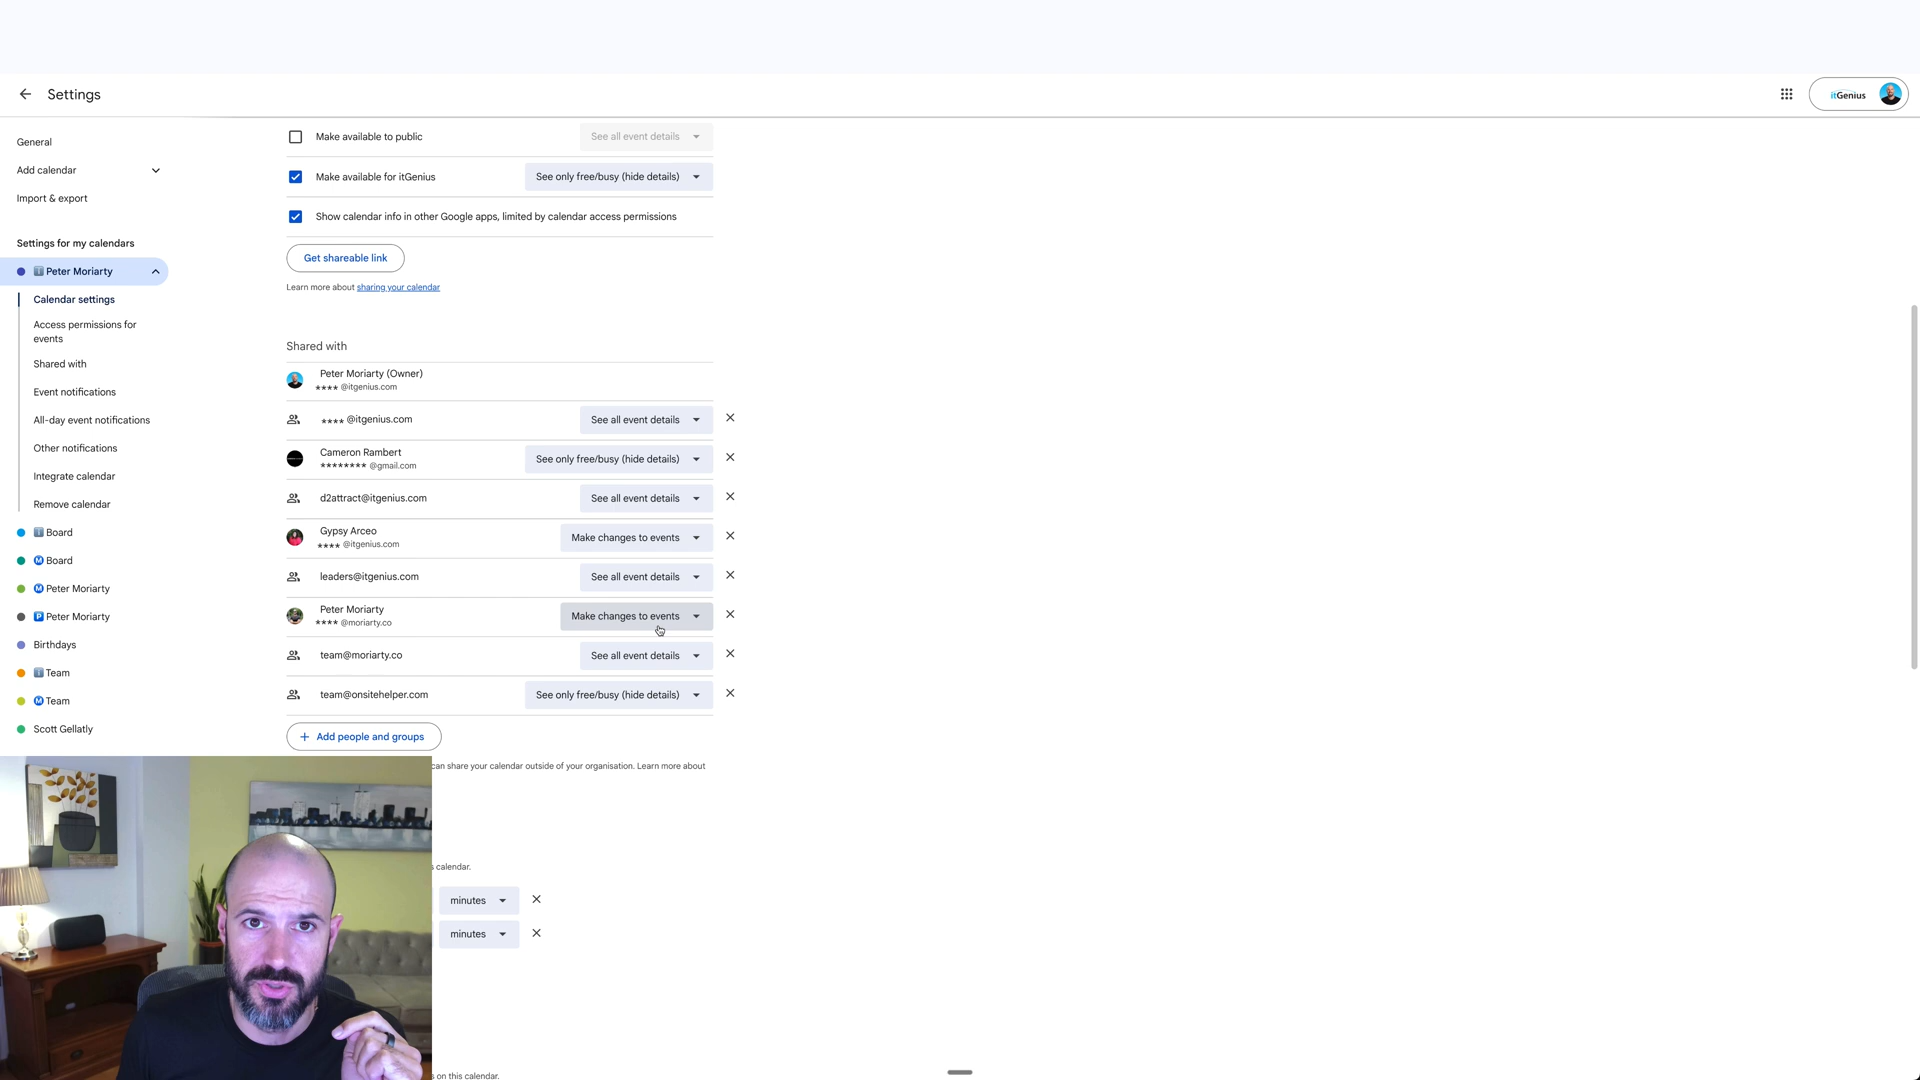 Settings
itGenius
General
Add calendar
Import & export
Settings for my calendars
Peter Moriarty
Calendar settings
Access permissions for
events
Shared with
Event notifications
All-day event notifications
Other notifications
Integrate calendar
Remove calendar
Board
M Board
M Peter Moriarty
P Peter Moriarty
Birthdays
Team
M Team
Scott Gellatly
Make available to public
See all event details
Make available for itGenius
See only free/busy (hide details)
Show calendar info in other Google apps, limited by calendar access permissions
Get shareable link
Learn more about sharing your calendar
Shared with
Peter Moriarty (Owner)
**** @itgenius.com
**** @itgenius.com
See all event details
Cameron Rambert
******** @gmail.com
See only free/busy (hide details)
d2attract@itgenius.com
See all event details
Gypsy Arceo
**** @itgenius.com
Make changes to events
leaders@itgenius.com
See all event details
Peter Moriarty
**** @moriarty.co
Make changes to events
team@moriarty.co
See all event details
team@onsitehelper.com
See only free/busy (hide details)
+ Add people and groups
can share your calendar outside of your organisation. Learn more about
s calendar.
minutes
minutes
s on this calendar.